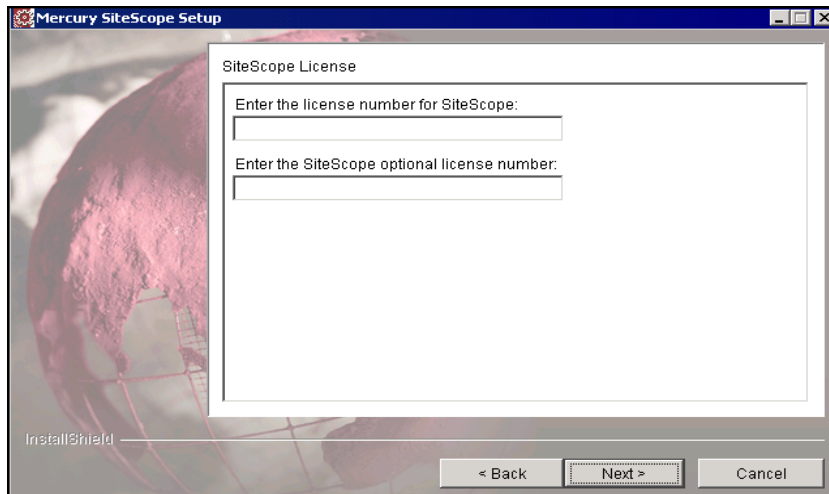 Mercury SiteScope Setup
SiteScope License
Enter the license number for SiteScope:
Enter the SiteScope optional license number:
InstallShield
< Back
Next >
Cancel